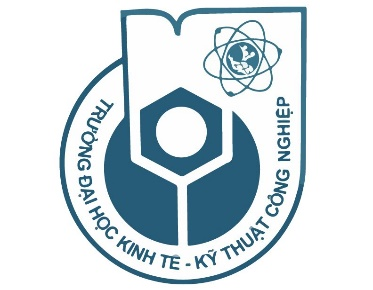 TRƯỜNG ĐẠI HỌC KINH TẾ - KỸ THUẬT CÔNG NGHIỆP